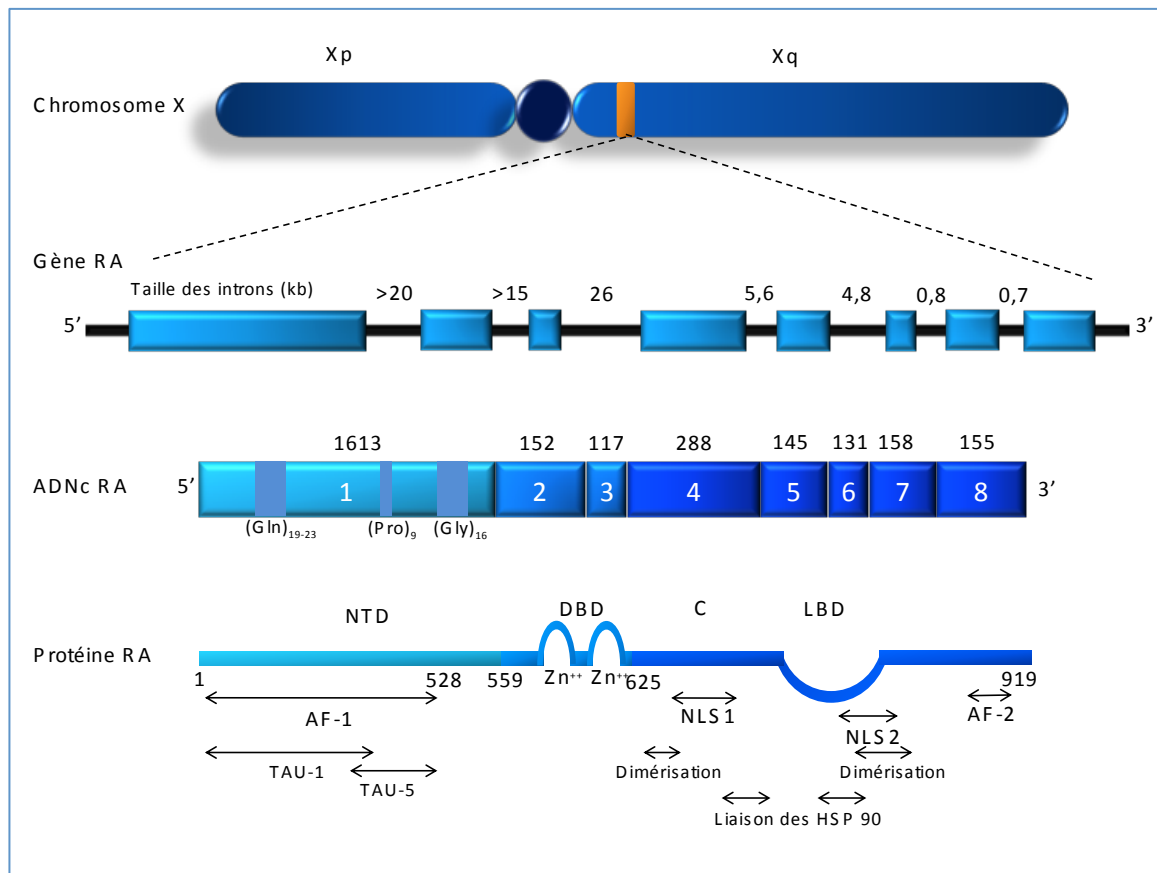 Xp Xq
Chromosome X
Gène RA
Taille des introns (kb) >20 >15 26 5,6 4,8 0,8 0,7
5’ 3’
1613 152 117 288 145 131 158 155
ADNc RA 5’ 1 2 3 4 5 6 7 8 3’
(Gln)19-23 (Pro)9 (Gly)16
NTD DBD C LBD
Protéine RA
1 528 559 Zn++ Zn++ 625 919
AF-1 NLS 1 NLS 2 AF-2
TAU-1 Dimérisation Dimérisation
TAU-5
Liaison des HSP 90